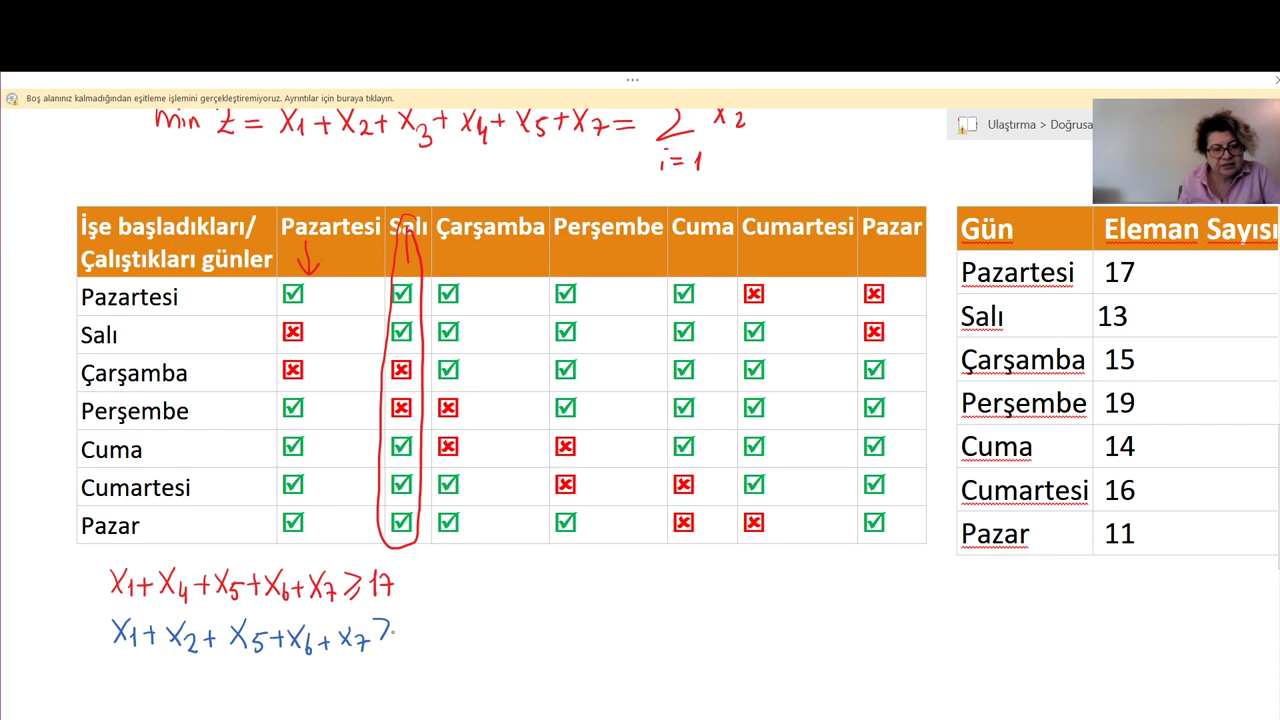 Boş alanınız kalmadığından eşitleme işlemini gerçekleştiremiyoruz. Ayrıntılar için buraya tıklayın.
min Z = X1 + X2 + X3 + X4 + X5 + X7 = ∑ i=1 X2
Ulaştırma > Doğrusa
İşe başladıkları/ Çalıştıkları günler Pazartesi Salı Çarşamba Perşembe Cuma Cumartesi Pazar
Pazartesi ☑ ☑ ☑ ☑ ☑ ☒ ☒
Salı ☒ ☑ ☑ ☑ ☑ ☑ ☒
Çarşamba ☒ ☒ ☑ ☑ ☑ ☑ ☑
Perşembe ☑ ☒ ☒ ☑ ☑ ☑ ☑
Cuma ☑ ☑ ☒ ☒ ☑ ☑ ☑
Cumartesi ☑ ☑ ☑ ☒ ☒ ☑ ☑
Pazar ☑ ☑ ☑ ☑ ☒ ☒ ☑
Gün Eleman Sayısı
Pazartesi 17
Salı 13
Çarşamba 15
Perşembe 19
Cuma 14
Cumartesi 16
Pazar 11
X1 + X4 + X5 + X6 + X7 ≥ 17
X1 + X2 + X5 + X6 + X7 >